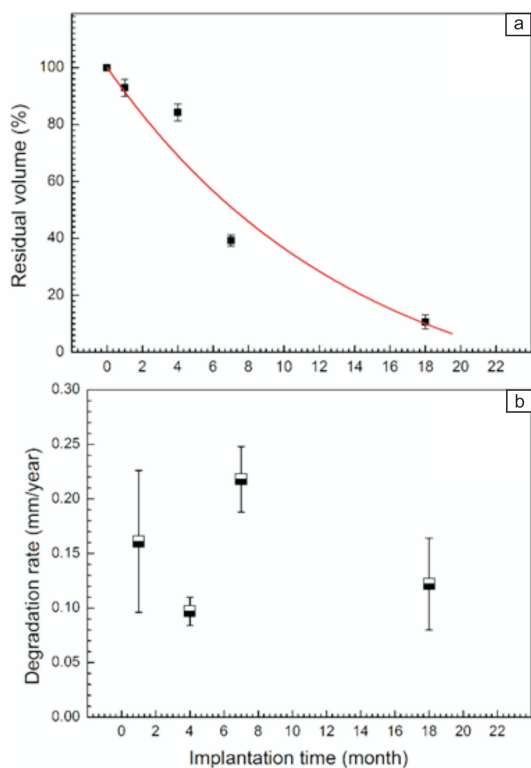 a
Residual volume (%)
100
80
60
40
20
0
0 2 4 6 8 10 12 14 16 18 20 22
b
Degradation rate (mm/year)
0.30
0.25
0.20
0.15
0.10
0.05
0.00
0 2 4 6 8 10 12 14 16 18 20 22
Implantation time (month)